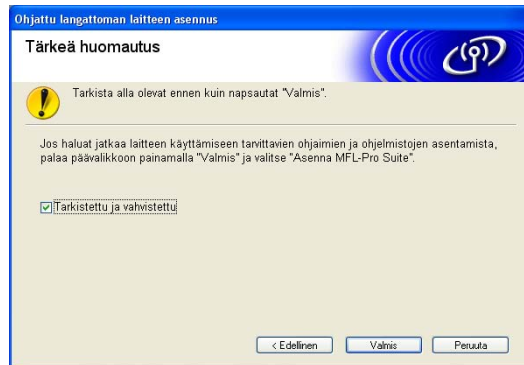 Ohjattu langattoman laitteen asennus
Tärkeä huomautus
Tarkista alla olevat ennen kuin napsautat "Valmis".
Jos haluat jatkaa laitteen käyttämiseen tarvittavien ohjaimien ja ohjelmistojen asentamista,
palaa päävalikkoon painamalla "Valmis" ja valitse "Asenna MFL-Pro Suite".
Tarkistettu ja vahvistettu
< Edellinen
Valmis
Peruuta